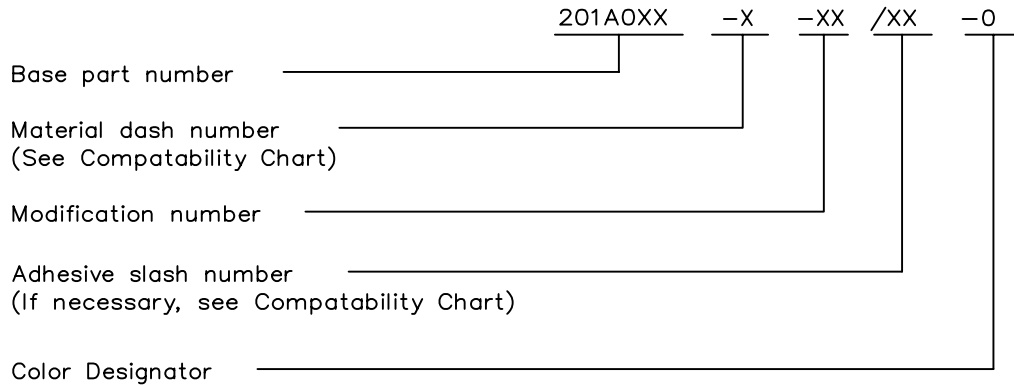 201A0XX -X -XX /XX -0
Base part number
Material dash number
(See Compatability Chart)
Modification number
Adhesive slash number
(If necessary, see Compatability Chart)
Color Designator